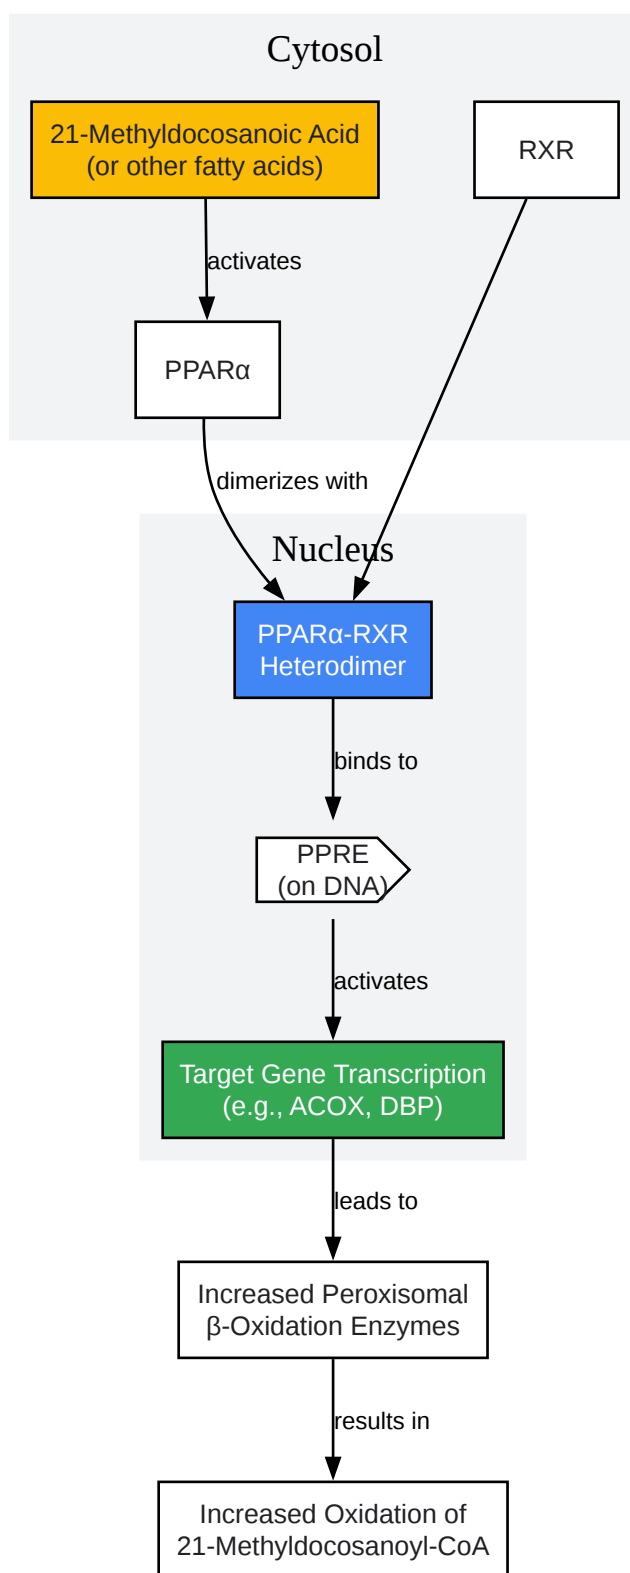 Cytosol
21-Methyldocosanoic Acid
(or other fatty acids)
RXR
activates
PPARα
dimerizes with
Nucleus
PPARα-RXR
Heterodimer
binds to
PPRE
(on DNA)
activates
Target Gene Transcription
(e.g., ACOX, DBP)
leads to
Increased Peroxisomal
β-Oxidation Enzymes
results in
Increased Oxidation of
21-Methyldocosanoyl-CoA